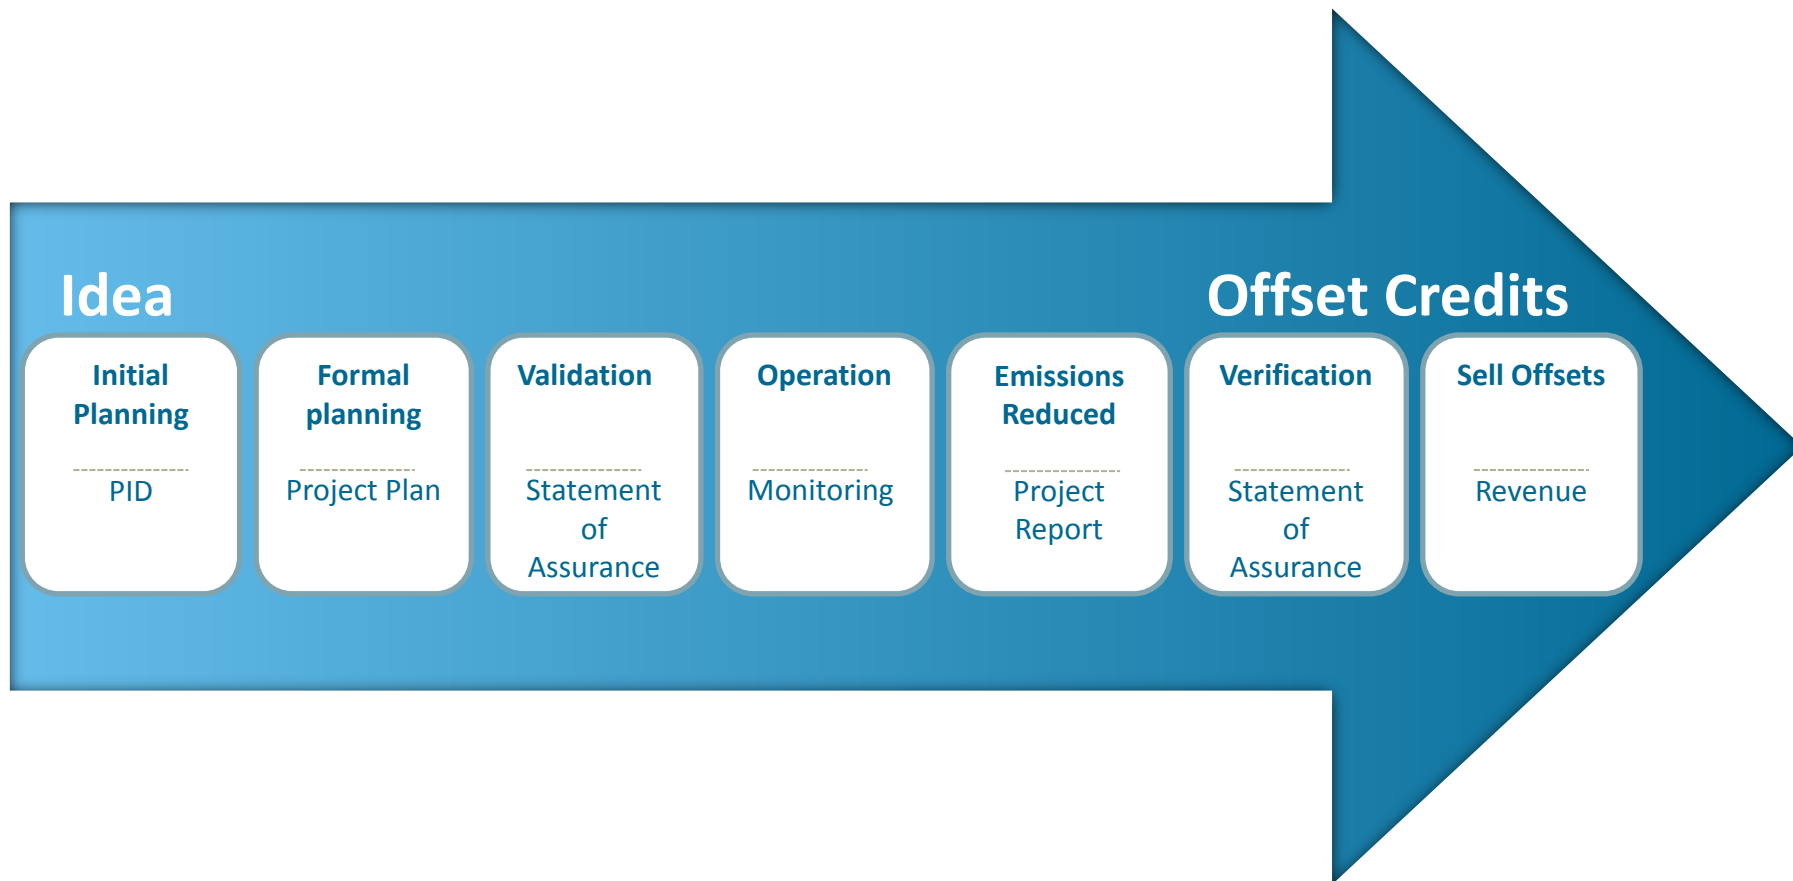 Idea
Offset Credits
Initial
Planning
PID
Formal
planning
Project Plan
Validation
Statement
of
Assurance
Operation
Monitoring
Emissions
Reduced
Project
Report
Verification
Statement
of
Assurance
Sell Offsets
Revenue